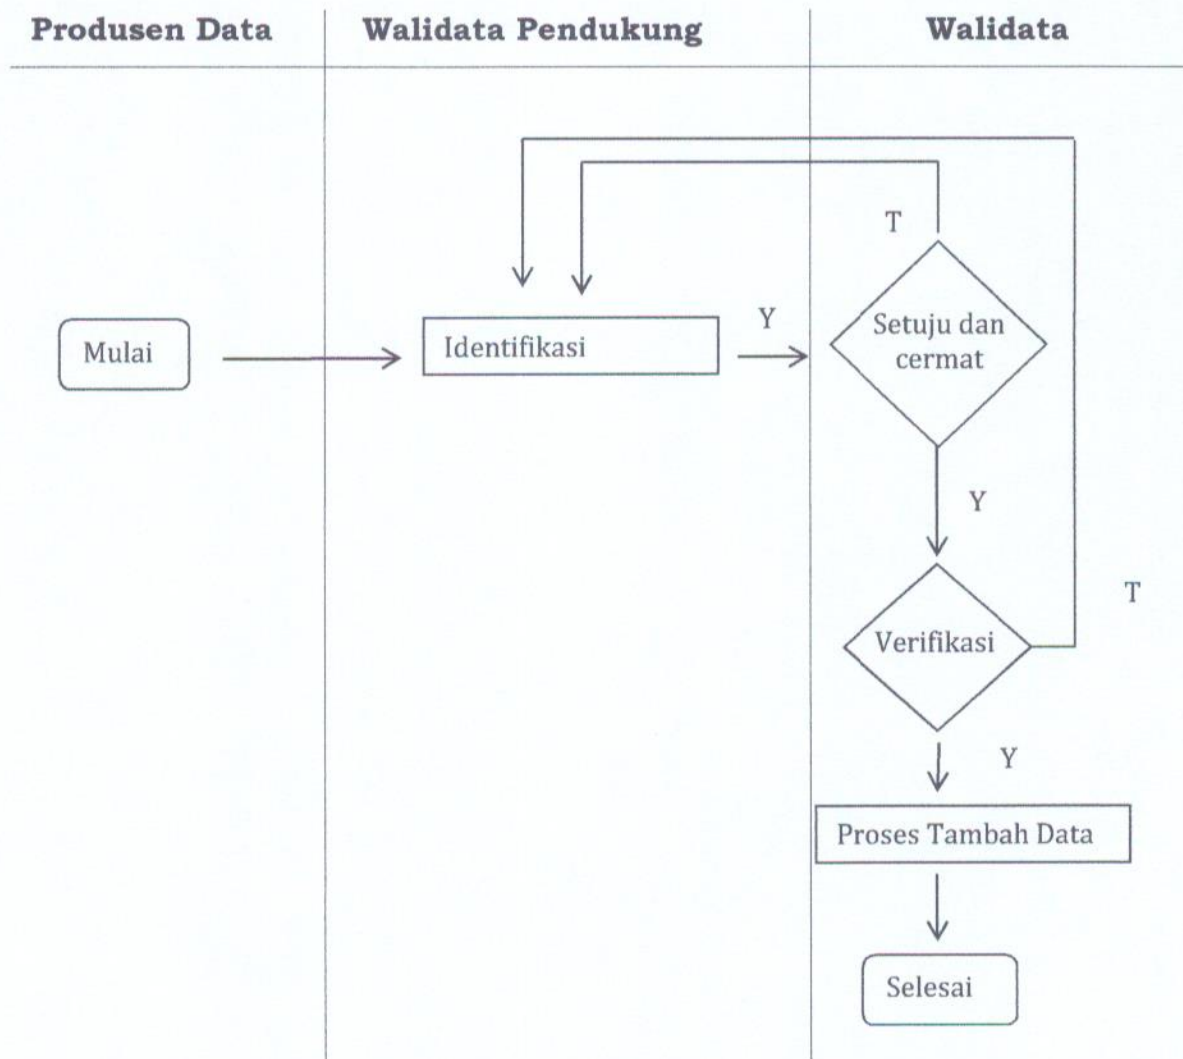 Produsen Data
Walidata Pendukung
Walidata
T
Mulai
Identifikasi
Y
Setuju dan
cermat
Y
T
Verifikasi
Y
Proses Tambah Data
Selesai